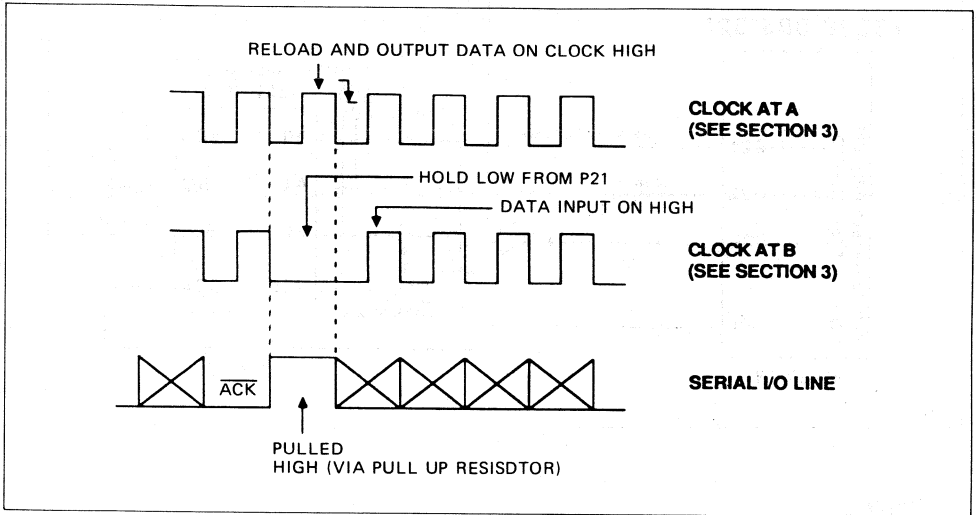 RELOAD AND OUTPUT DATA ON CLOCK HIGH
CLOCK AT A
(SEE SECTION 3)
HOLD LOW FROM P21
DATA INPUT ON HIGH
CLOCK AT B
(SEE SECTION 3)
ACK
SERIAL I/O LINE
PULLED
HIGH (VIA PULL UP RESISDTOR)